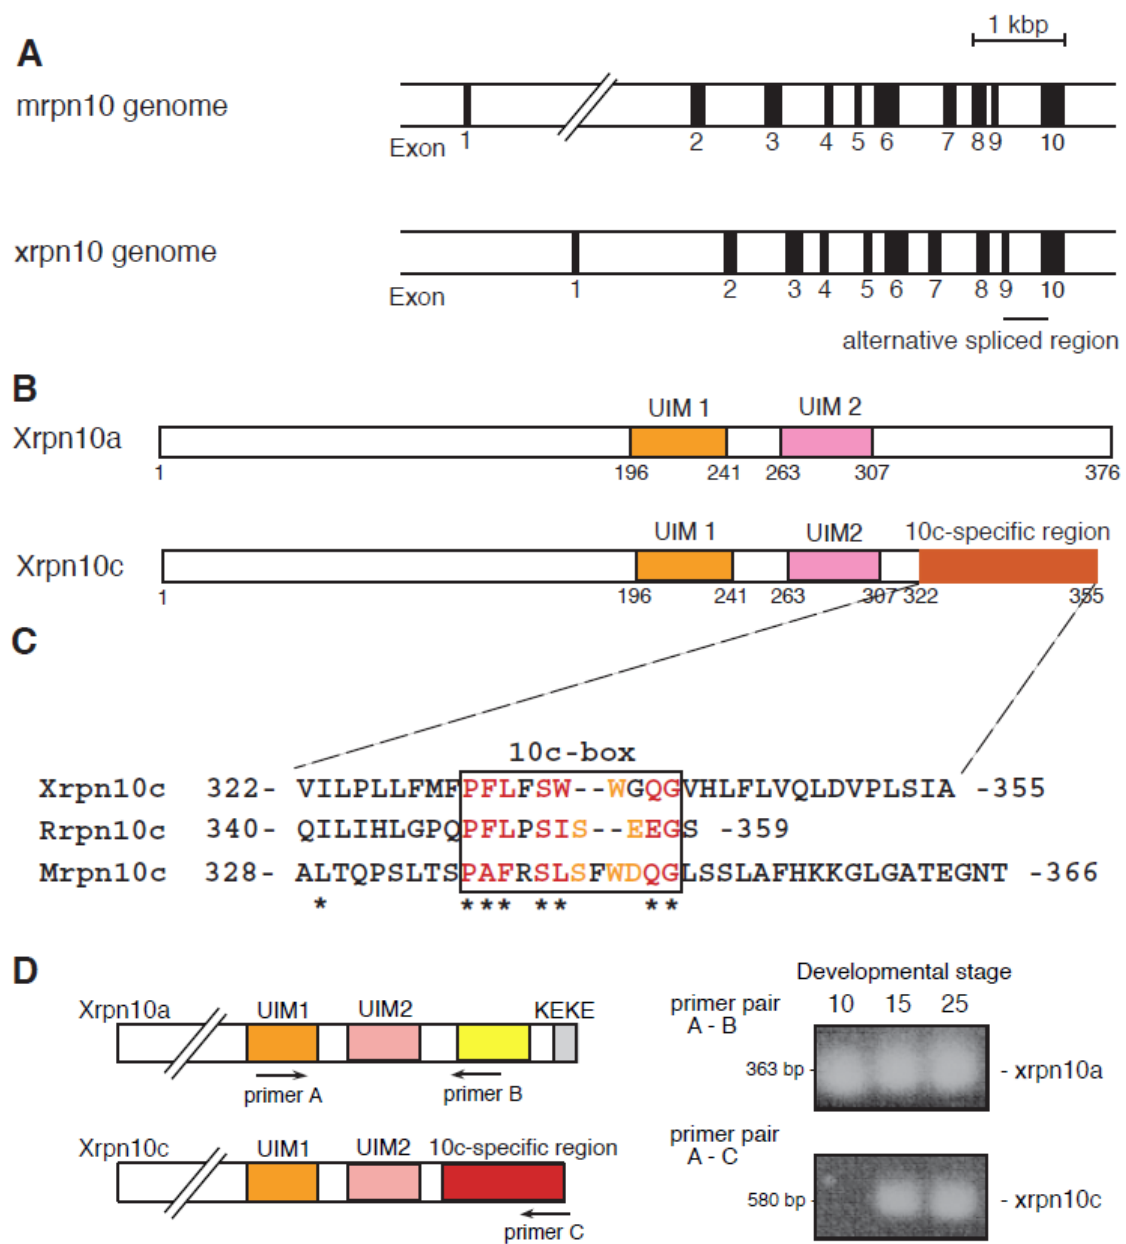 1 kbp
A
mrpn10 genome
Exon 1 2 3 4 5 6 7 8 9 10
xrpn10 genome
Exon 1 2 3 4 5 6 7 8 9 10
alternative spliced region
B
UIM 1 UIM 2
Xrpn10a
1 196 241 263 307 376
UIM 1 UIM2 10c-specific region
Xrpn10c
1 196 241 263 307 322 355
C
10c-box
Xrpn10c 322- VILPLLFMFPFLFSW--WGQGVHLFLVQLDVPLSIA -355
Rrpn10c 340- QILIHLGPQPFLPSIS--EEGS -359
Mrpn10c 328- ALTQPSLTSPAFRSLSFWDQGLSSLAFHKKGLGATEGNT -366
* *** ** **
D
Xrpn10a UIM1 UIM2 KEKE
primer A primer B
Xrpn10c UIM1 UIM2 10c-specific region
primer C
Developmental stage
primer pair 10 15 25
A - B
363 bp - - xrpn10a
primer pair
A - C
580 bp - - xrpn10c